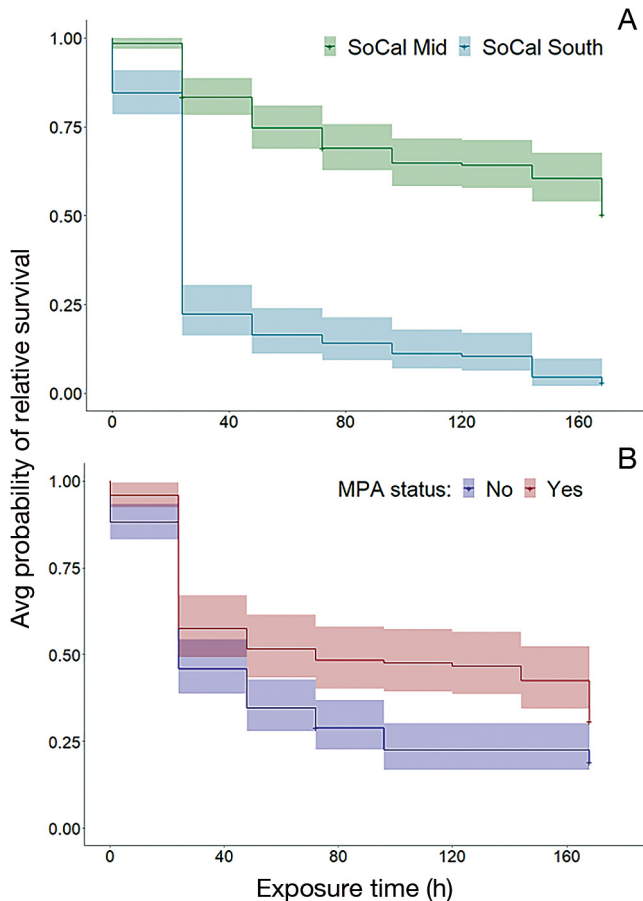 A
SoCal Mid SoCal South
1.00
0.75
0.50
0.25
0.00
0 40 80 120 160
B
MPA status: No Yes
1.00
0.75
0.50
0.25
0.00
0 40 80 120 160
Avg probability of relative survival
Exposure time (h)